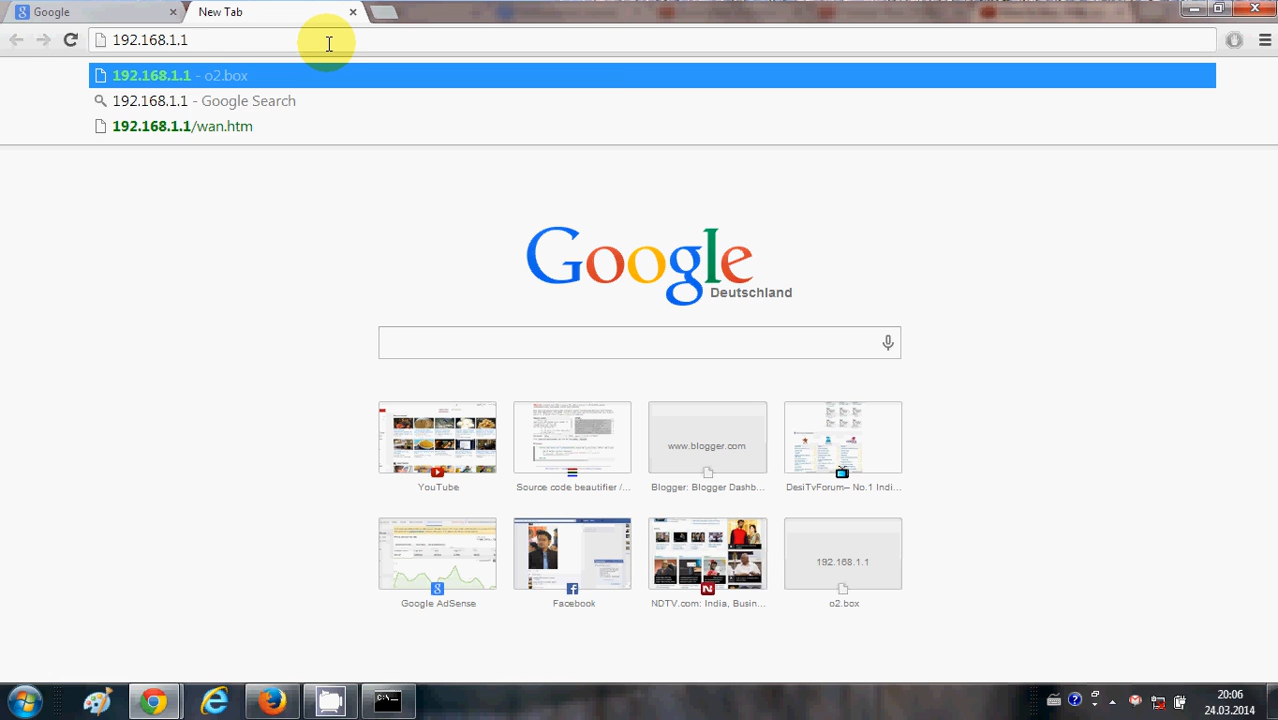 Google
New Tab
192.168.1.1
192.168.1.1 - o2.box
192.168.1.1 - Google Search
192.168.1.1/wan.htm
Google
Deutschland
www.blogger.com
YouTube
Source code beautifier /...
Blogger: Blogger Dashb...
DesiTvForum– No.1 Indi...
192.168.1.1
Google AdSense
Facebook
NDTV.com: India, Busin...
o2.box
C:\
20:06
24.03.2014